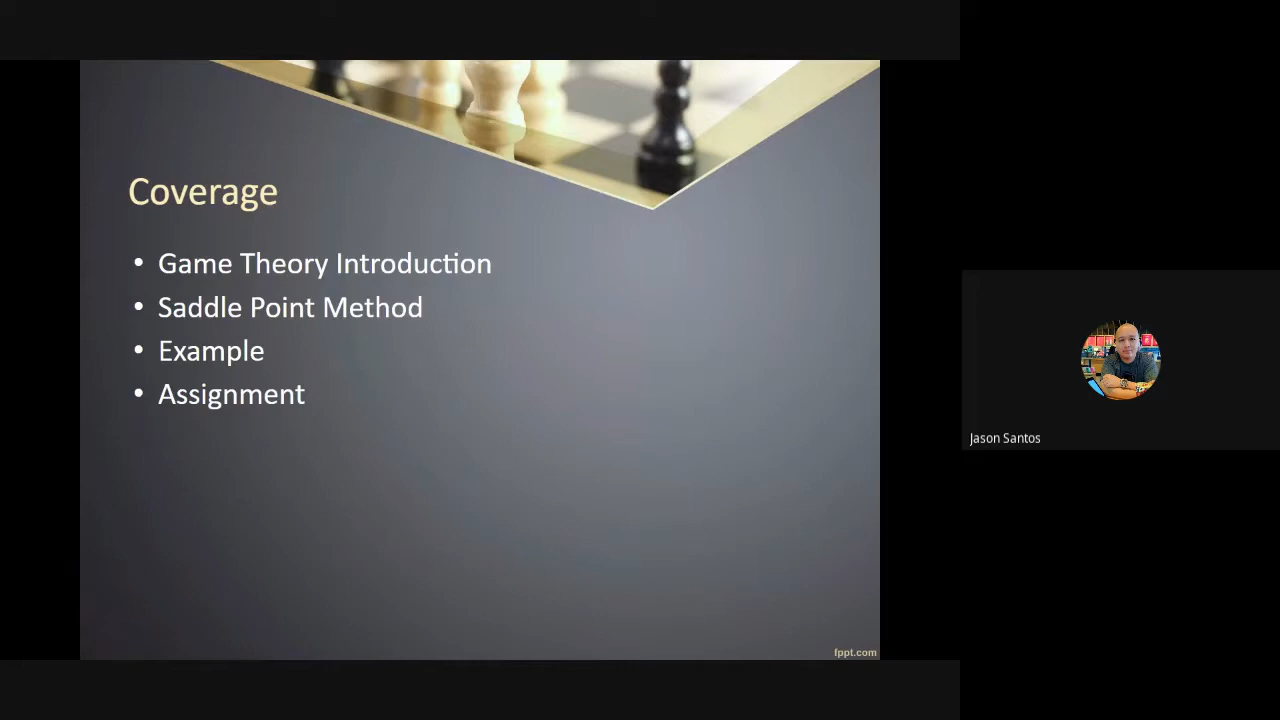 Coverage
• Game Theory Introduction
• Saddle Point Method
• Example
• Assignment
Jason Santos
fppt.com